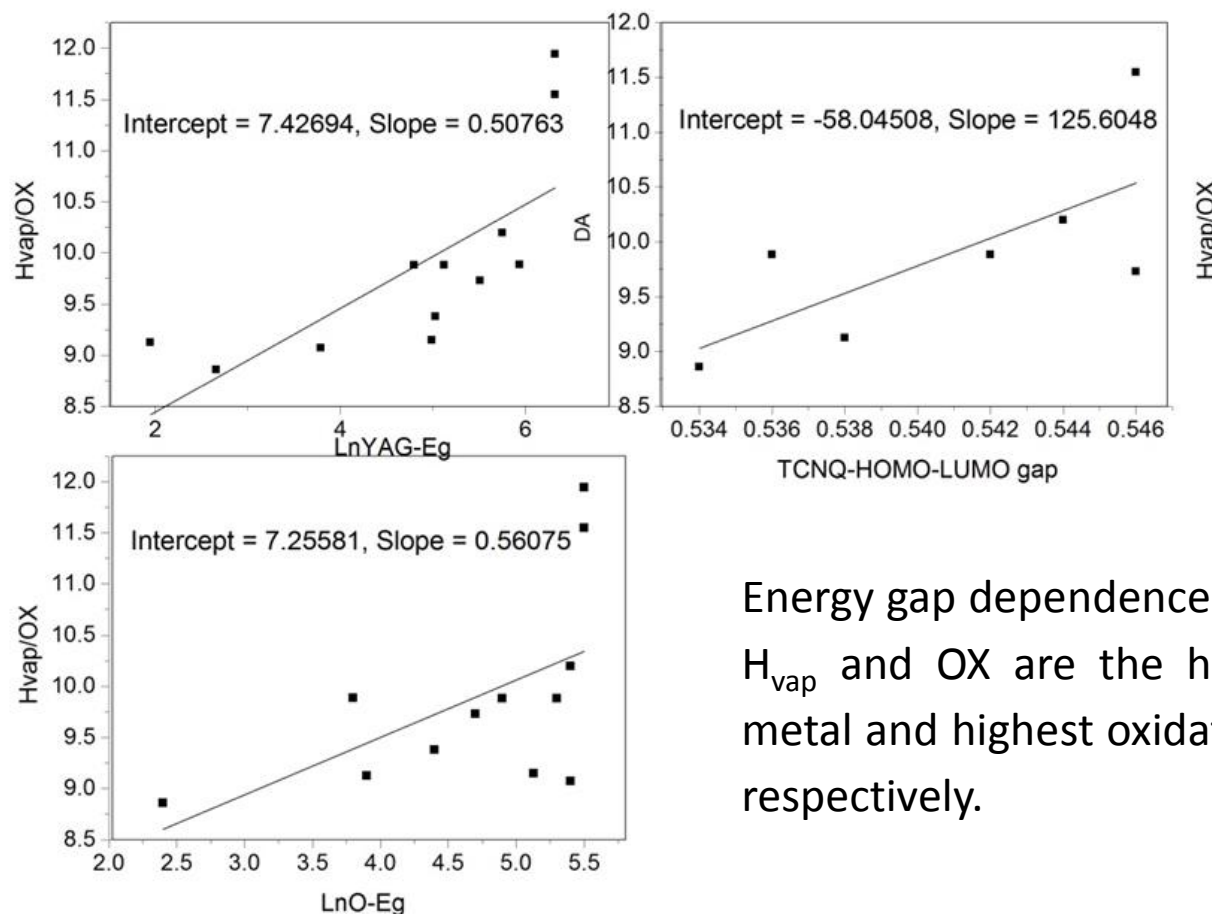 12.0
11.5
11.0
10.5
10.0
9.5
9.0
8.5
Hvap/OX
Intercept = 7.42694, Slope = 0.50763
2 4 6
LnYAG-Eg
12.0
11.5
11.0
10.5
10.0
9.5
9.0
8.5
DA
Intercept = -58.04508, Slope = 125.6048
0.534 0.536 0.538 0.540 0.542 0.544 0.546
TCNQ-HOMO-LUMO gap
Hvap/OX
12.0
11.5
11.0
10.5
10.0
9.5
9.0
8.5
Hvap/OX
Intercept = 7.25581, Slope = 0.56075
2.0 2.5 3.0 3.5 4.0 4.5 5.0 5.5
LnO-Eg
Energy gap dependence
Hvap and OX are the h
metal and highest oxidat
respectively.